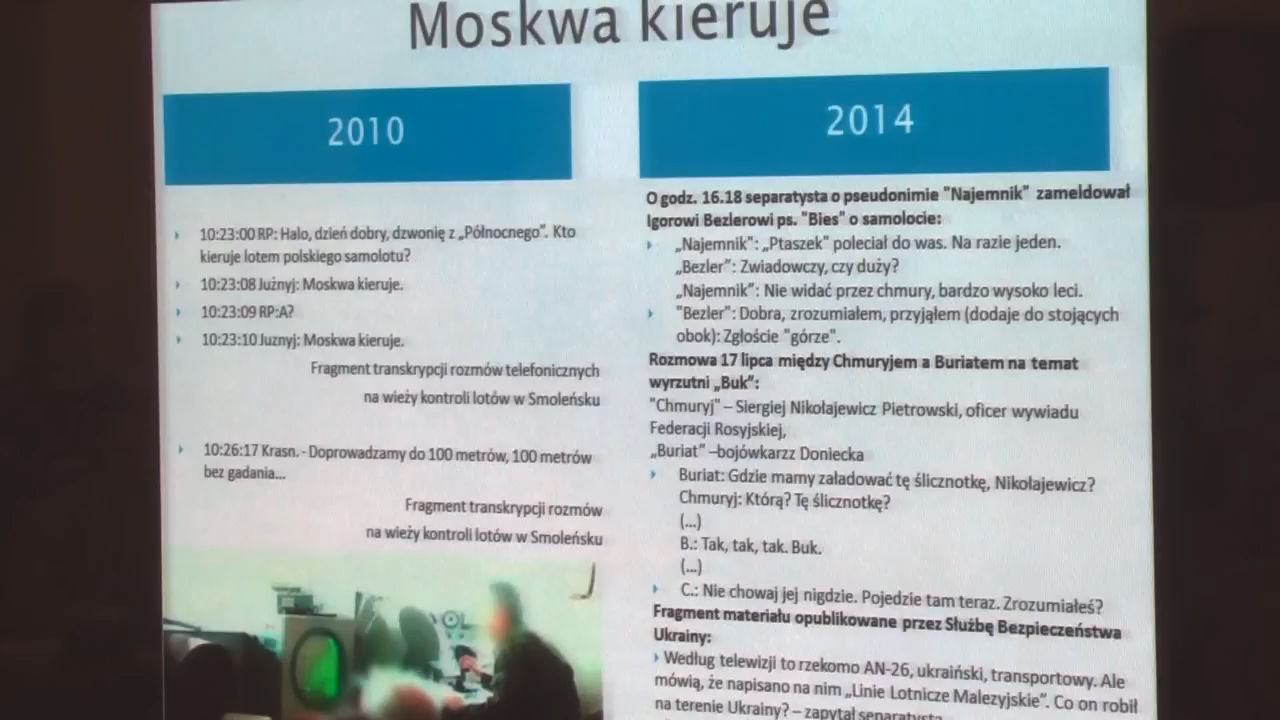 Moskwa kieruje
2010
10:23:00 RP: Halo, dzień dobry, dzwonię z „Północnego”. Kto
kieruje lotem polskiego samolotu?
10:23:08 Jużnyj: Moskwa kieruje.
10:23:09 RP:A?
10:23:10 Juznyj: Moskwa kieruje.
Fragment transkrypcji rozmów telefonicznych
na wieży kontroli lotów w Smoleńsku
10:26:17 Krasn. - Doprowadzamy do 100 metrów, 100 metrów
bez gadania...
Fragment transkrypcji rozmów
na wieży kontroli lotów w Smoleńsku
2014
O godz. 16.18 separatysta o pseudonimie "Najemnik" zameldował
Igorowi Bezlerowi ps. "Bies" o samolocie:
„Najemnik”: „Ptaszek” poleciał do was. Na razie jeden.
„Bezler”: Zwiadowczy, czy duży?
„Najemnik”: Nie widać przez chmury, bardzo wysoko leci.
"Bezler": Dobra, zrozumiałem, przyjąłem (dodaje do stojących
obok): Zgłoście "górze".
Rozmowa 17 lipca między Chmuryjem a Buriatem na temat
wyrzutni „Buk”:
"Chmuryj" – Siergiej Nikołajewicz Pietrowski, oficer wywiadu
Federacji Rosyjskiej,
„Buriat” –bojówkarzz Doniecka
Buriat: Gdzie mamy załadować tę ślicznotkę, Nikołajewicz?
Chmuryj: Którą? Tę ślicznotkę?
(...)
B.: Tak, tak, tak. Buk.
(...)
C.: Nie chowaj jej nigdzie. Pojedzie tam teraz. Zrozumiałeś?
Fragment materiału opublikowane przez Służbę Bezpieczeństwa
Ukrainy:
Według telewizji to rzekomo AN-26, ukraiński, transportowy. Ale
mówią, że napisano na nim „Linie Lotnicze Malezyjskie”. Co on robił
na terenie Ukrainy? – zapytał separatysta